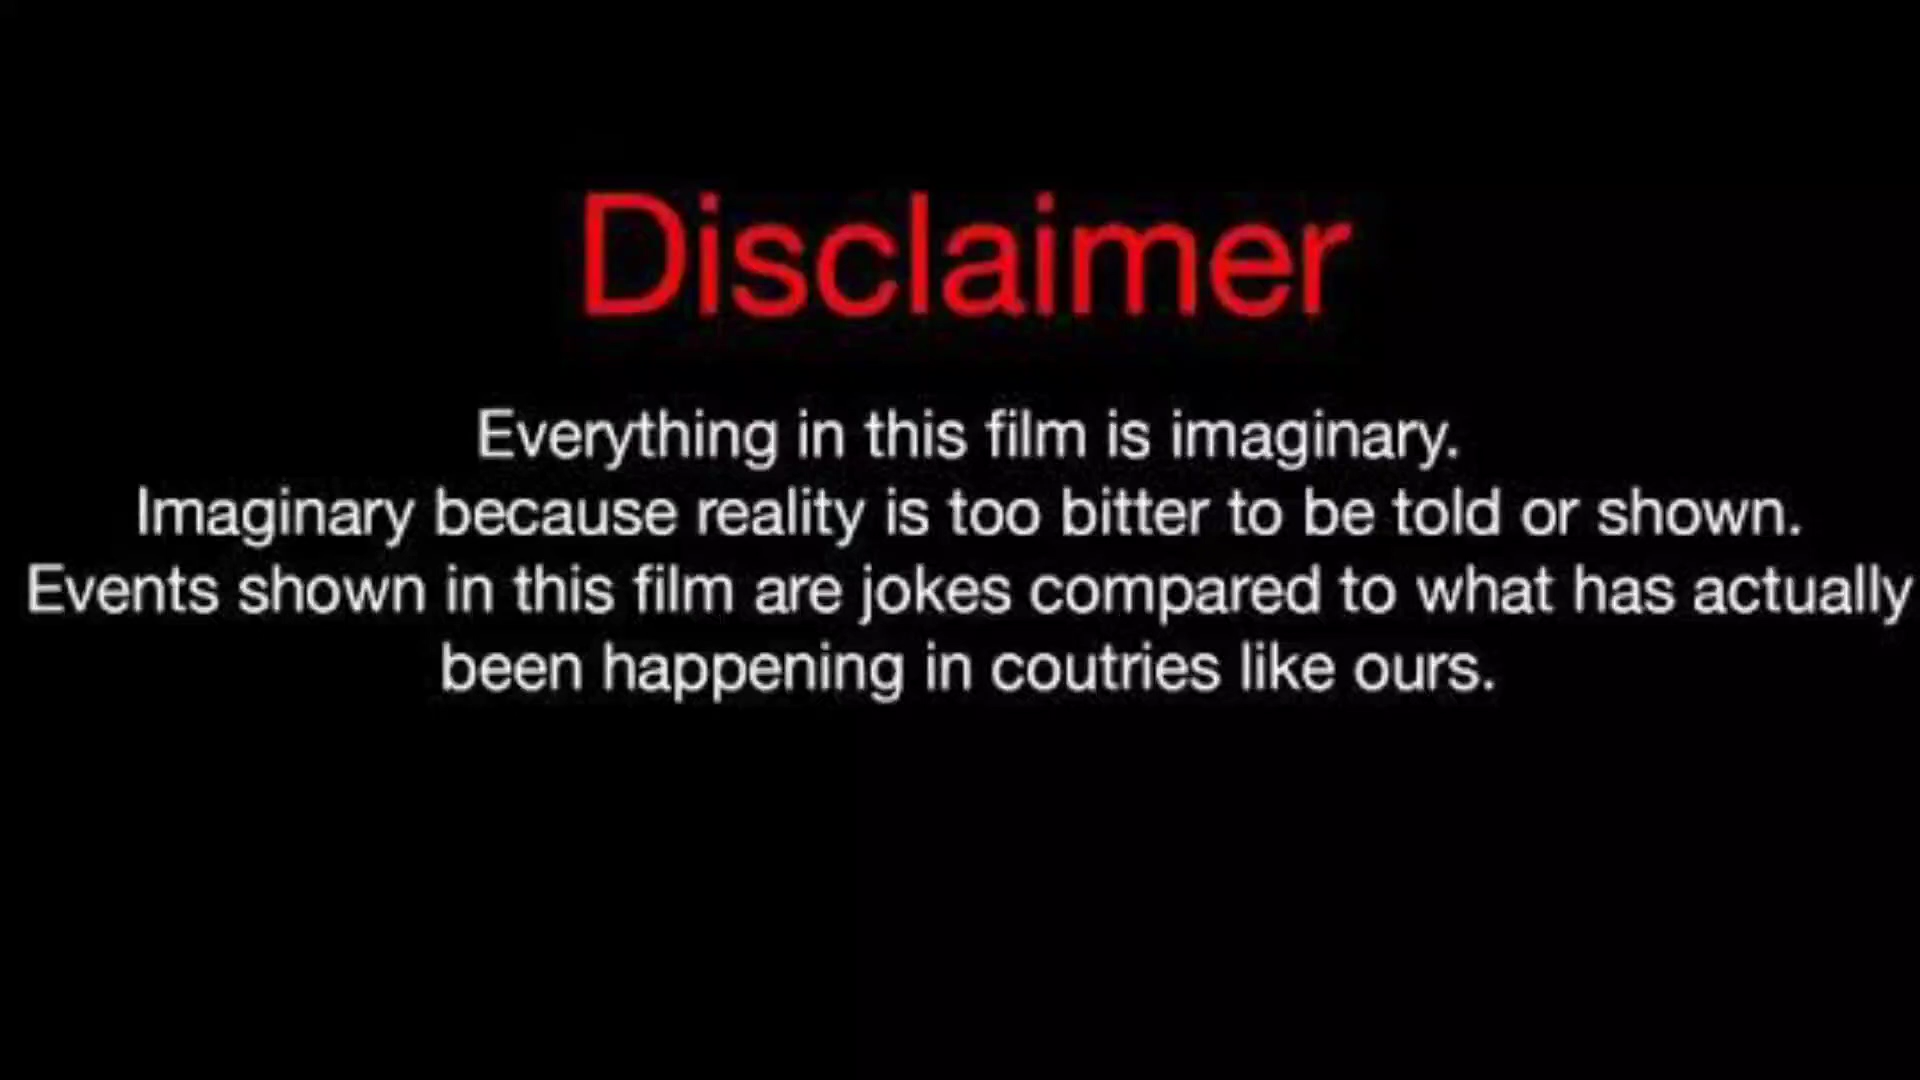 Disclaimer
Everything in this film is imaginary.
Imaginary because reality is too bitter to be told or shown.
Events shown in this film are jokes compared to what has actually
been happening in coutries like ours.